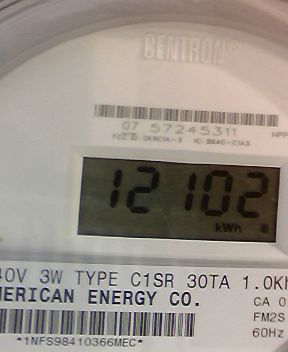 CENTRON
07 57245311
12102
kWh
40V 3W TYPE C1SR 30TA 1.0Kh
MERICAN ENERGY CO.
CA 0
FM2S
60Hz
*1NFS98410366MEC*